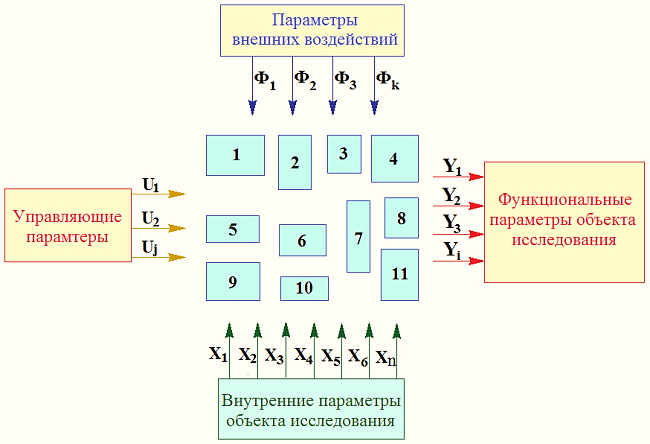 Параметры
внешних воздействий
Ф1 Ф2 Ф3 Фk
1 2 3 4
U1
U2
Uj
Управляющие
парамтеры
5 6 7 8
9 10 11
Y1
Y2
Y3
Yi
Функциональные
параметры объекта
исследования
X1 X2 X3 X4 X5 X6 Xn
Внутренние параметры
объекта исследования